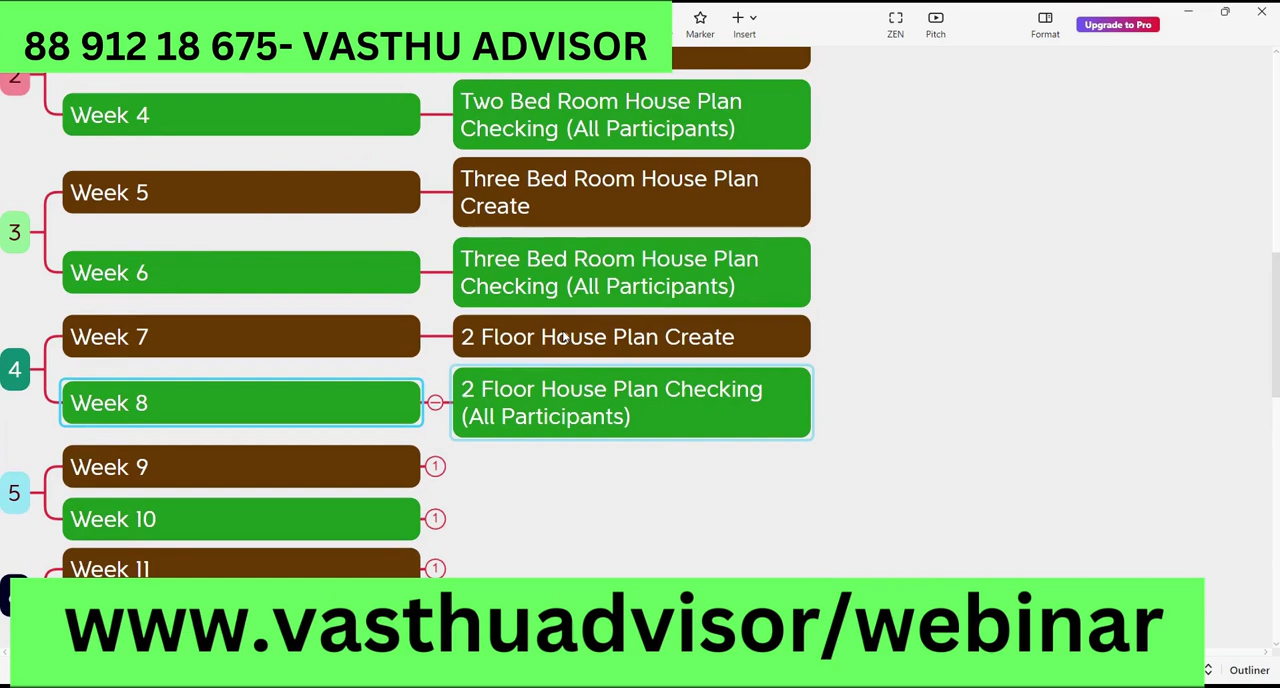 88 912 18 675- VASTHU ADVISOR
Marker
Insert
ZEN
Pitch
Format
Upgrade to Pro
2
Week 4
Two Bed Room House Plan
Checking (All Participants)
3
Week 5
Three Bed Room House Plan
Create
Week 6
Three Bed Room House Plan
Checking (All Participants)
4
Week 7
2 Floor House Plan Create
Week 8
2 Floor House Plan Checking
(All Participants)
5
Week 9
1
Week 10
1
Week 11
1
www.vasthuadvisor/webinar
Outliner